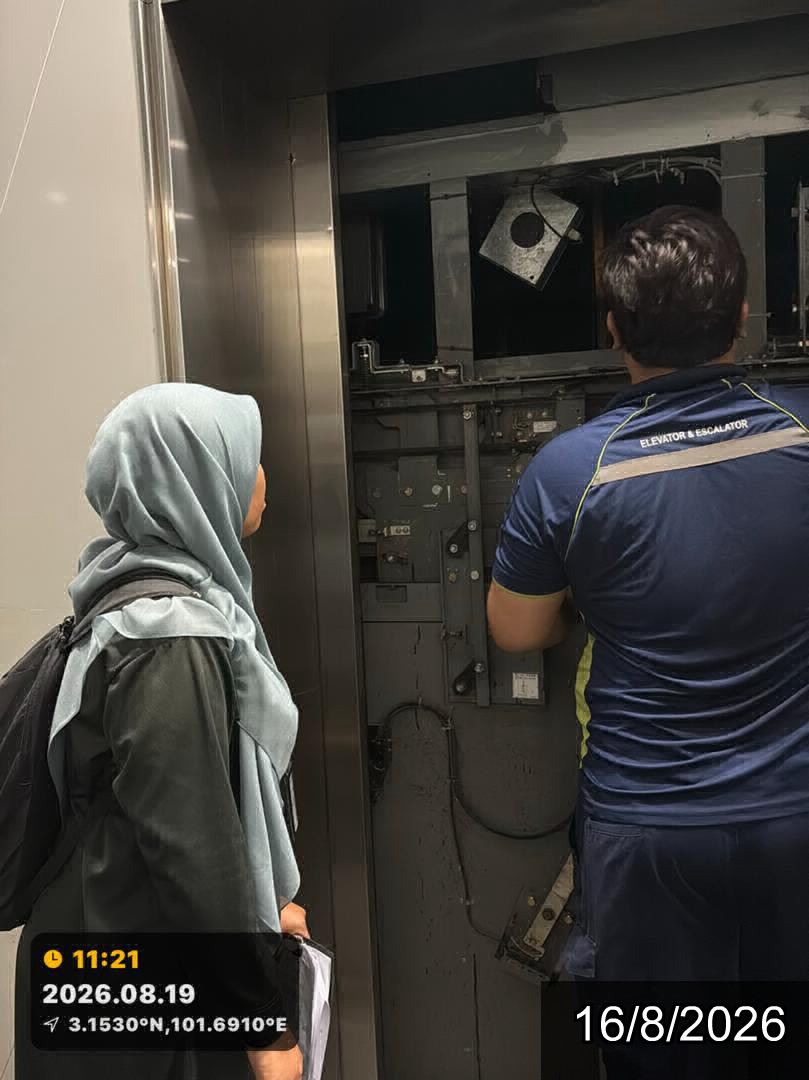 ELEVATOR & ESCALATOR
11:21
2026.08.19
3.1530°N,101.6910°E
16/8/2026